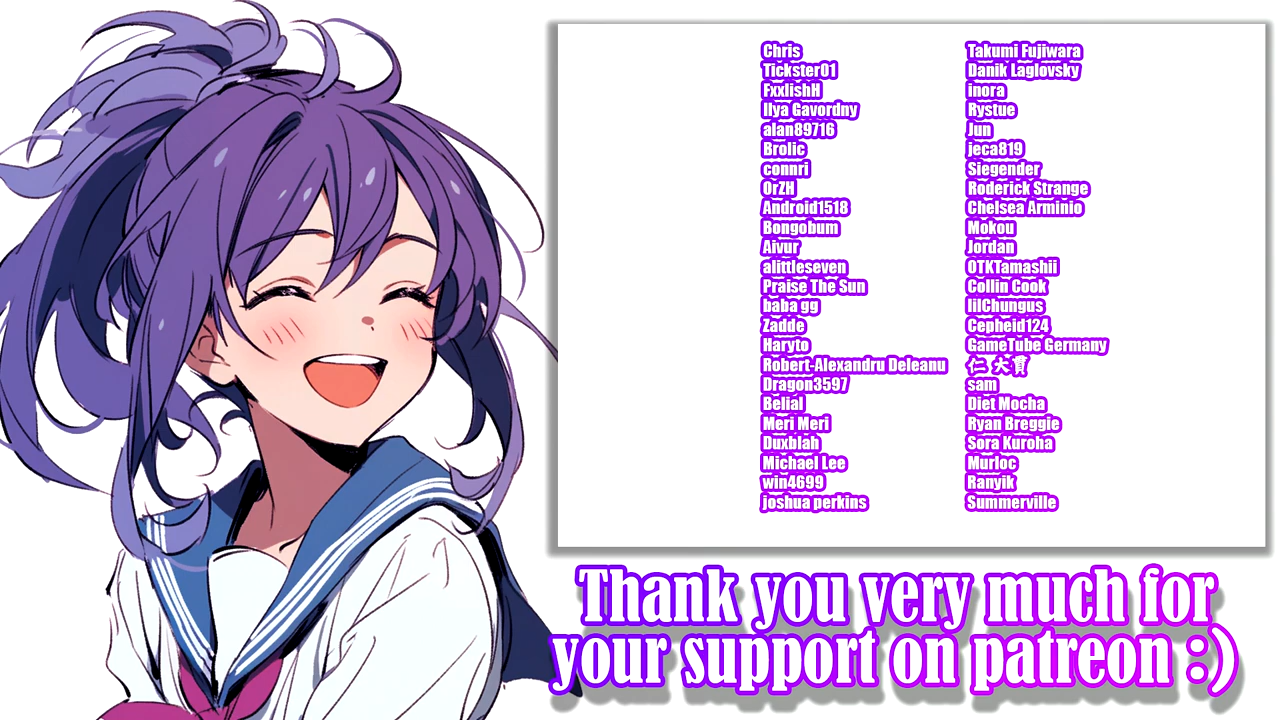 Chris
Tickster01
FxxlishH
Ilya Gavordny
alan89716
Brolic
connri
OrZH
Android1518
Bongobum
Aivur
alittleseven
Praise The Sun
baba gg
Zadde
Haryto
Robert-Alexandru Deleanu
Dragon3597
Belial
Meri Meri
Duxblah
Michael Lee
win4699
joshua perkins
Takumi Fujiwara
Danik Laglovsky
inora
Rystue
Jun
jeca819
Siegender
Roderick Strange
Chelsea Arminio
Mokou
Jordan
OTKTamashii
Collin Cook
lilChungus
Cepheid124
GameTube Germany
仁 大貫
sam
Diet Mocha
Ryan Breggie
Sora Kuroha
Murloc
Ranyik
Summerville
Thank you very much for
your support on patreon :)